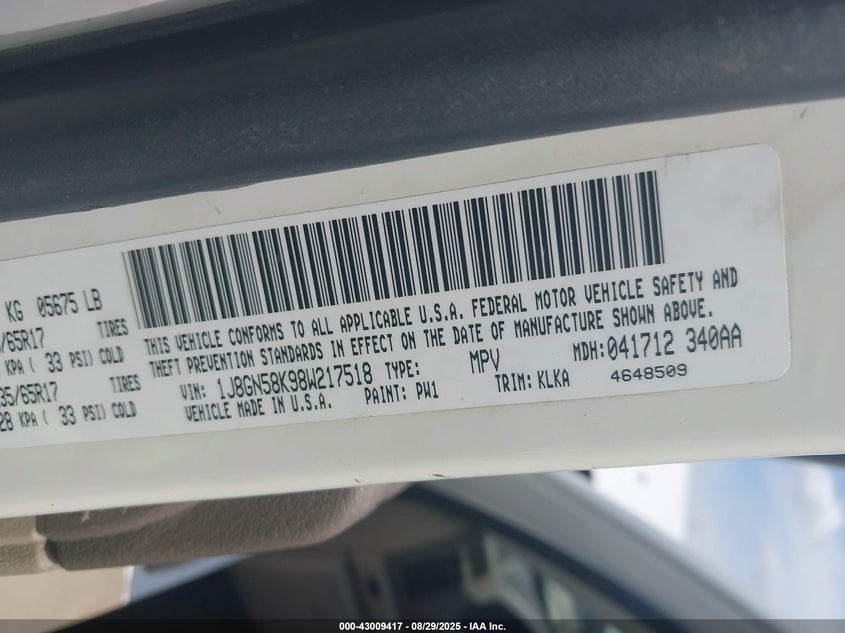 KG 05675 LB
/65R17 TIRES
KPA ( 33 PSI) COLD
35/65R17 TIRES
28 KPA ( 33 PSI) COLD
THIS VEHICLE CONFORMS TO ALL APPLICABLE U.S.A. FEDERAL MOTOR VEHICLE SAFETY AND
THEFT PREVENTION STANDARDS IN EFFECT ON THE DATE OF MANUFACTURE SHOWN ABOVE.
VIN: 1J8GN58K98W217518 TYPE: MPV MDH: 041712 340AA
VEHICLE MADE IN U.S.A. PAINT: PW1 TRIM: KLKA 4648509
000-43009417 - 08/29/2025 - IAA Inc.